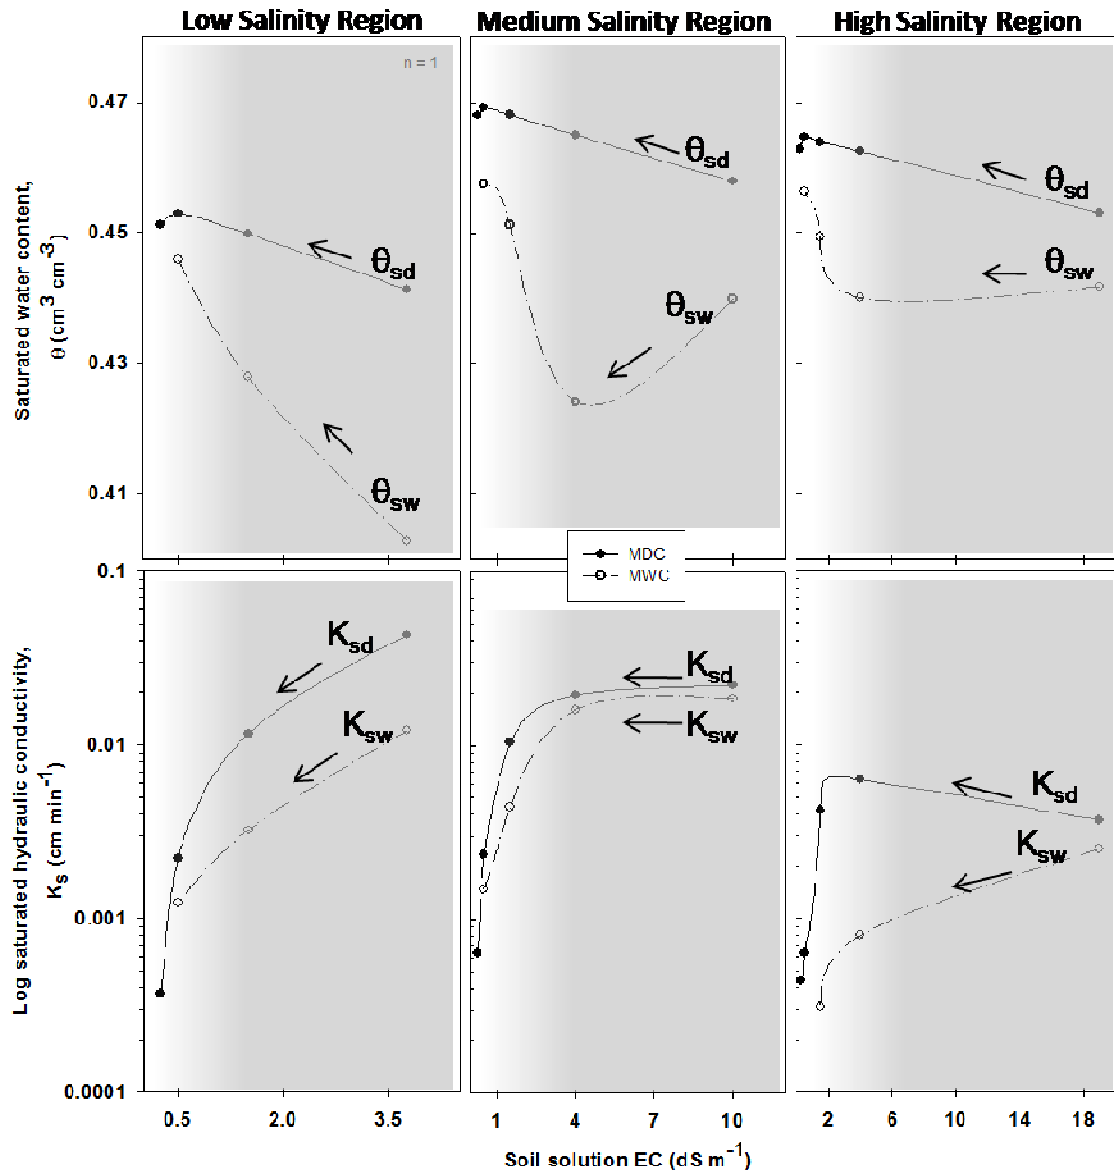 Low Salinity Region
Medium Salinity Region
High Salinity Region
n = 1
Saturated water content,
θ (cm³ cm-3)
0.47
0.45
0.43
0.41
θsd
θsw
θsd
θsw
θsd
θsw
MDC
MWC
Log saturated hydraulic conductivity,
Ks (cm min⁻¹)
0.1
0.01
0.001
0.0001
Ksd
Ksw
Ksd
Ksw
Ksd
Ksw
0.5 2.0 3.5
1 4 7 10
2 6 10 14 18
Soil solution EC (dS m⁻¹)